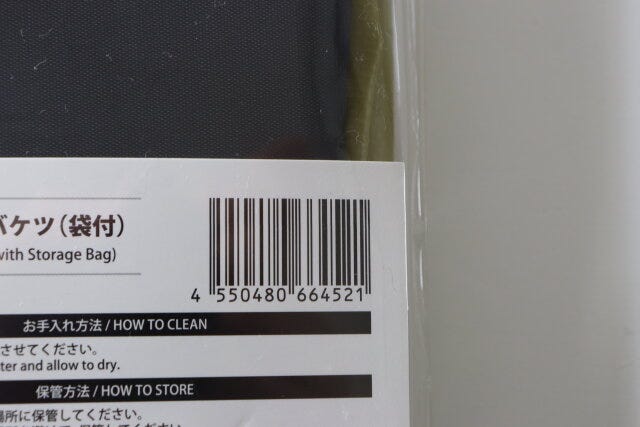 バケツ（袋付）
with Storage Bag)
4 550480 664521
お手入れ方法 / HOW TO CLEAN
させてください。
ter and allow to dry.
保管方法 / HOW TO STORE
場所に保管してください。